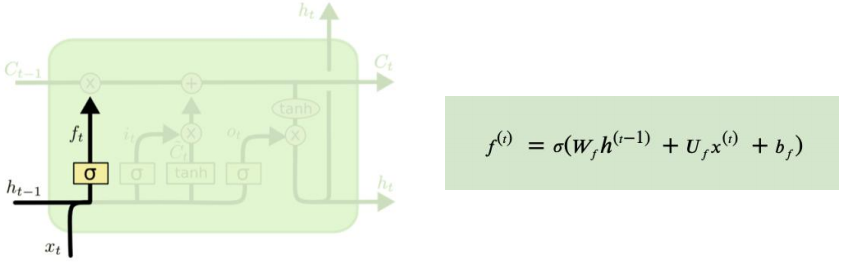 h_t
C_{t-1} × + C_t
tanh
f_t i_t × o_t ×
C̃_t
σ σ tanh σ
h_{t-1} h_t
x_t
f^{(t)} = σ(W_f h^{(t-1)} + U_f x^{(t)} + b_f)